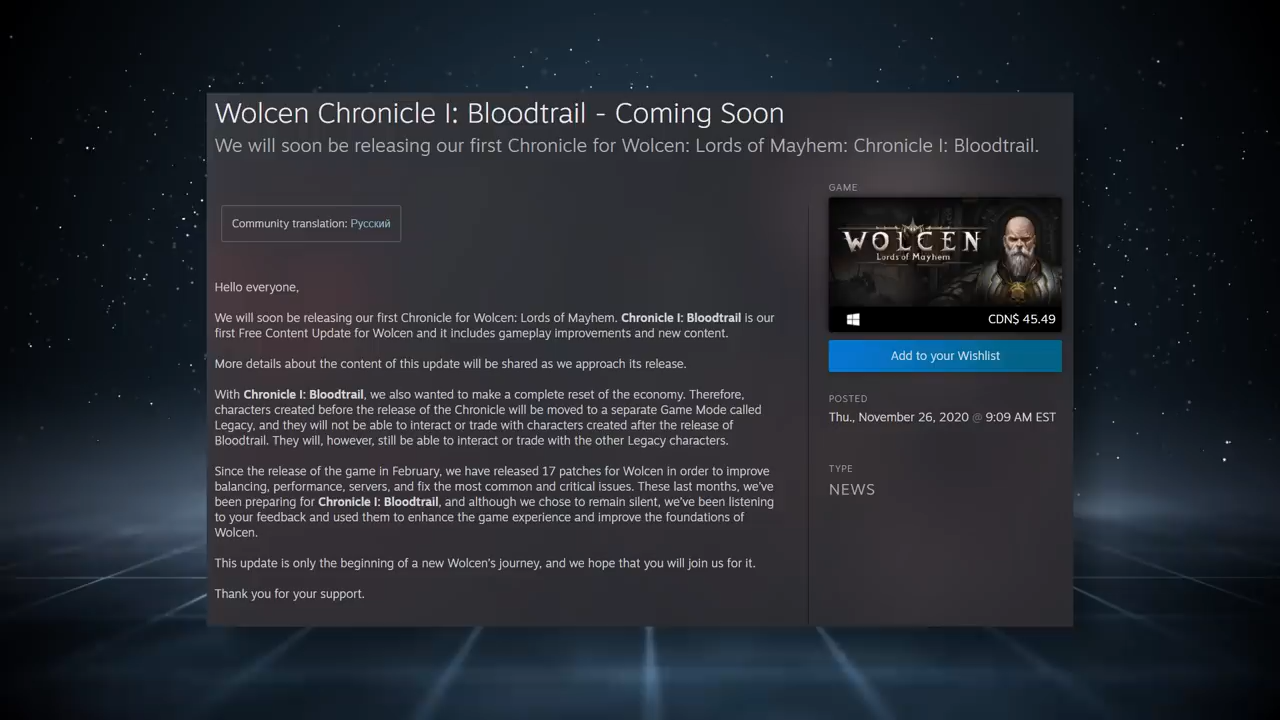 Wolcen Chronicle I: Bloodtrail - Coming Soon
We will soon be releasing our first Chronicle for Wolcen: Lords of Mayhem: Chronicle I: Bloodtrail.
Community translation: Русский
Hello everyone,
We will soon be releasing our first Chronicle for Wolcen: Lords of Mayhem. Chronicle I: Bloodtrail is our
first Free Content Update for Wolcen and it includes gameplay improvements and new content.
More details about the content of this update will be shared as we approach its release.
With Chronicle I: Bloodtrail, we also wanted to make a complete reset of the economy. Therefore,
characters created before the release of the Chronicle will be moved to a separate Game Mode called
Legacy, and they will not be able to interact or trade with characters created after the release of
Bloodtrail. They will, however, still be able to interact or trade with the other Legacy characters.
Since the release of the game in February, we have released 17 patches for Wolcen in order to improve
balancing, performance, servers, and fix the most common and critical issues. These last months, we've
been preparing for Chronicle I: Bloodtrail, and although we chose to remain silent, we've been listening
to your feedback and used them to enhance the game experience and improve the foundations of
Wolcen.
This update is only the beginning of a new Wolcen's journey, and we hope that you will join us for it.
Thank you for your support.
GAME
WOLCEN
Lords of Mayhem
CDN$ 45.49
Add to your Wishlist
POSTED
Thu., November 26, 2020 @ 9:09 AM EST
TYPE
NEWS